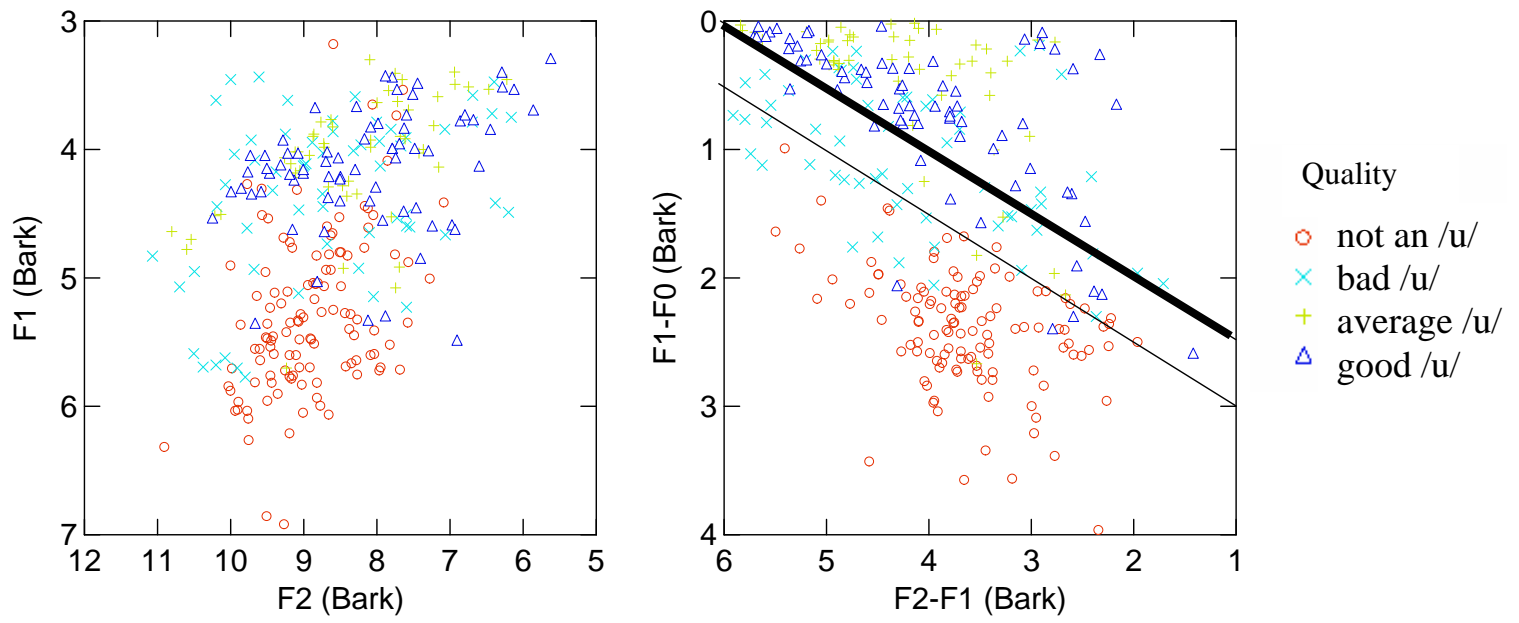 3
4
5
6
7
12 11 10 9 8 7 6 5
F1 (Bark)
F2 (Bark)
0
1
2
3
4
6 5 4 3 2 1
F1-F0 (Bark)
F2-F1 (Bark)
Quality
not an /u/
bad /u/
average /u/
good /u/